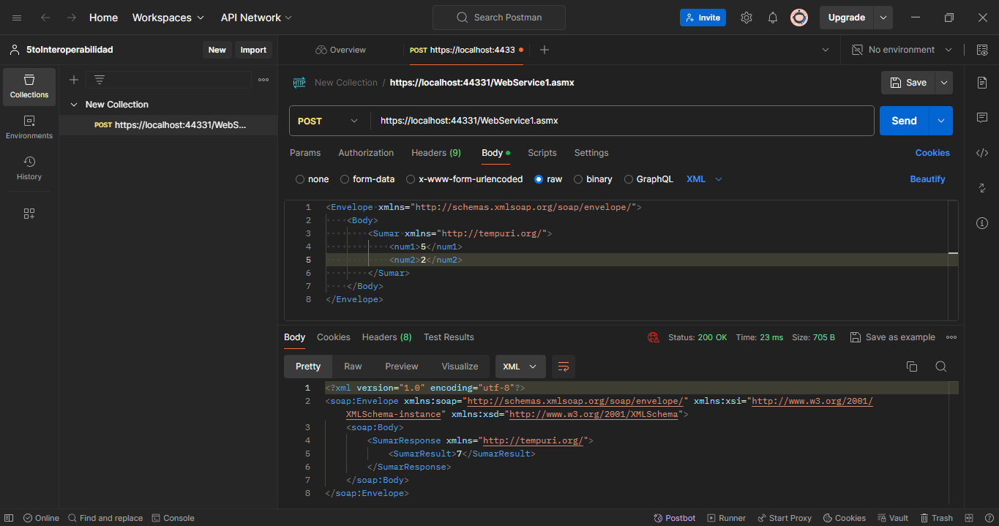 Home Workspaces API Network Search Postman Invite Upgrade
5toInteroperabilidad New Import Overview POST https://localhost:4433 No environment
Collections
Environments
History
New Collection
POST https://localhost:44331/WebS...
HTTP New Collection / https://localhost:44331/WebService1.asmx Save
POST https://localhost:44331/WebService1.asmx Send
Params Authorization Headers (9) Body Scripts Settings Cookies
none form-data x-www-form-urlencoded raw binary GraphQL XML Beautify
1 <Envelope xmlns="http://schemas.xmlsoap.org/soap/envelope/">
2 <Body>
3 <Sumar xmlns="http://tempuri.org/">
4 <num1>5</num1>
5 <num2>2</num2>
6 </Sumar>
7 </Body>
8 </Envelope>
Body Cookies Headers (8) Test Results Status: 200 OK Time: 23 ms Size: 705 B Save as example
Pretty Raw Preview Visualize XML
1 <?xml version="1.0" encoding="utf-8"?>
2 <soap:Envelope xmlns:soap="http://schemas.xmlsoap.org/soap/envelope/" xmlns:xsi="http://www.w3.org/2001/
XMLSchema-instance" xmlns:xsd="http://www.w3.org/2001/XMLSchema">
3 <soap:Body>
4 <SumarResponse xmlns="http://tempuri.org/">
5 <SumarResult>7</SumarResult>
6 </SumarResponse>
7 </soap:Body>
8 </soap:Envelope>
Online Find and replace Console Postbot Runner Start Proxy Cookies Vault Trash